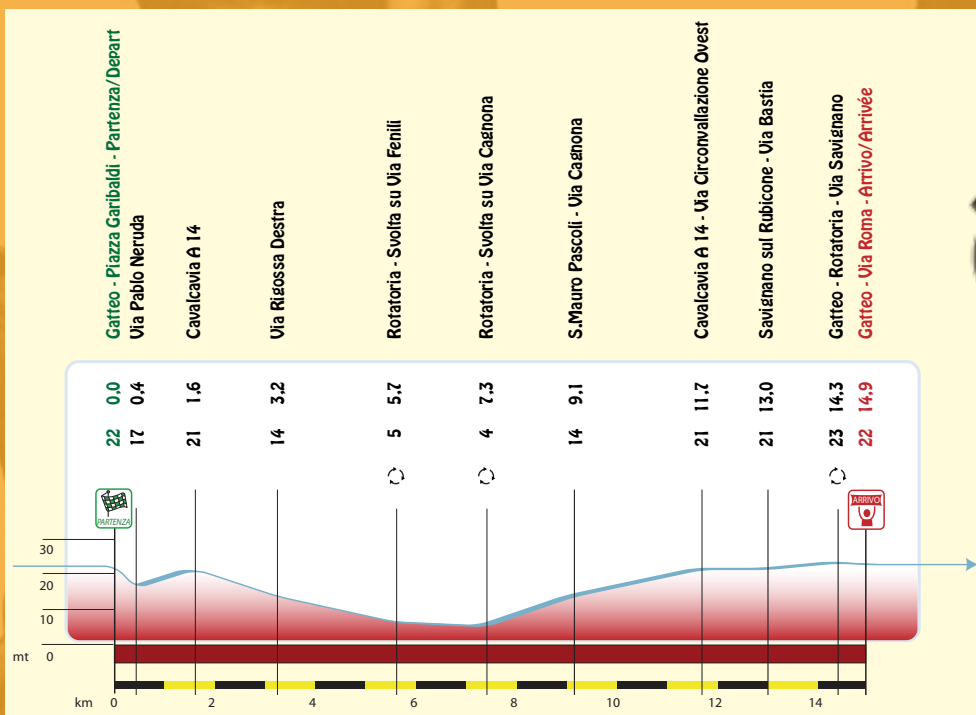 Gatteo - Piazza Garibaldi - Partenza/Depart
Via Pablo Neruda
Cavalcavia A 14
Via Rigossa Destra
Rotatoria - Svolta su Via Fenili
Rotatoria - Svolta su Via Cagnona
S.Mauro Pascoli - Via Cagnona
Cavalcavia A 14 - Via Circonvallazione Ovest
Savignano sul Rubicone - Via Bastia
Gatteo - Rotatoria - Via Savignano
Gatteo - Via Roma - Arrivo/Arrivée
0,0 0,4 1,6 3,2 5,7 7,3 9,1 11,7 13,0 14,3 14,9
22 17 21 14 5 4 14 21 21 23 22
PARTENZA
ARRIVO
30
20
10
mt 0
km 0 2 4 6 8 10 12 14